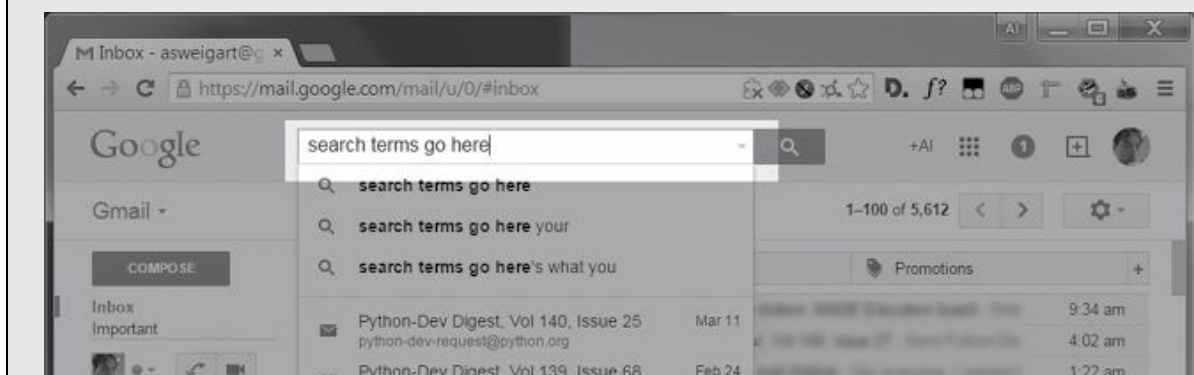 AI
Inbox - asweigart@g ×
https://mail.google.com/mail/u/0/#inbox
D. f?
ABP
Google
search terms go here
+Al
1
search terms go here
search terms go here your
search terms go here's what you
Gmail
1–100 of 5,612
COMPOSE
Promotions
+
Inbox
Important
Python-Dev Digest, Vol 140, Issue 25
Mar 11
9:34 am
python-dev-request@python.org
4:02 am
Python-Dev Digest, Vol 139, Issue 68
Feb 24
1:22 am